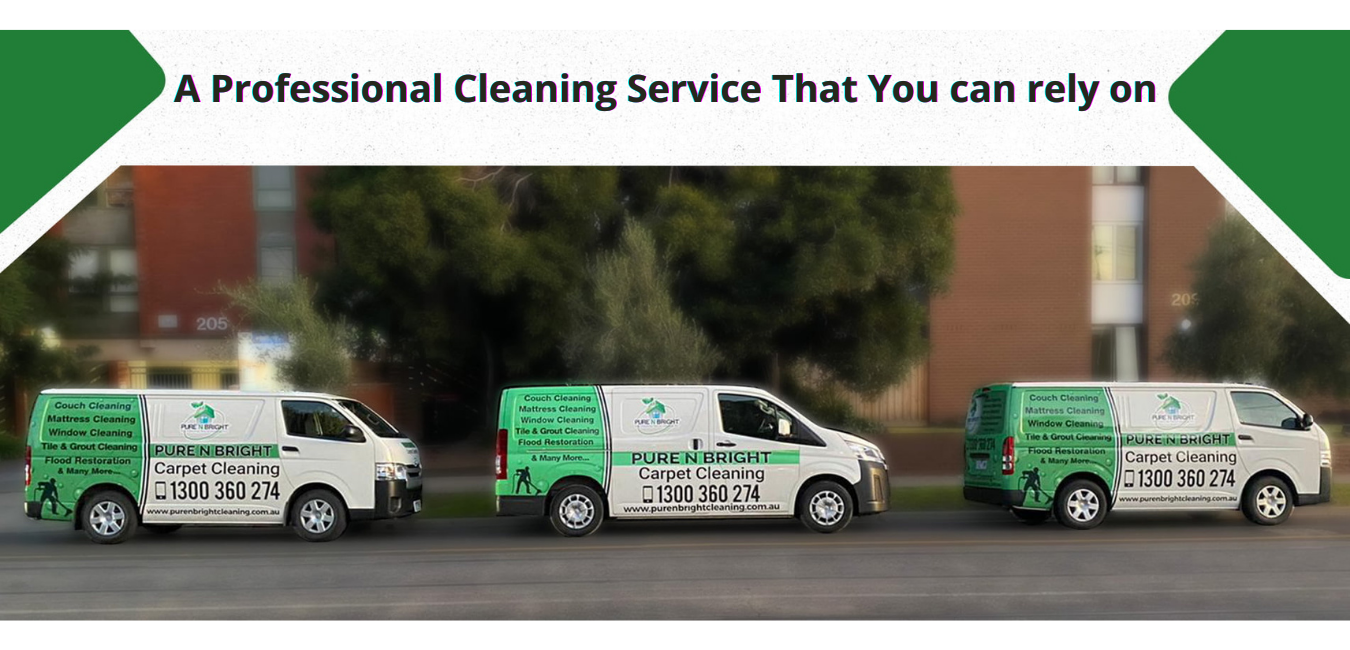 A Professional Cleaning Service That You can rely on
205
209
Couch Cleaning
Mattress Cleaning
Window Cleaning
Tile & Grout Cleaning
Flood Restoration
& Many More...
PURE N BRIGHT
PURE N BRIGHT
Carpet Cleaning
1300 360 274
www.purenbrightcleaning.com.au
Couch Cleaning
Mattress Cleaning
Window Cleaning
Tile & Grout Cleaning
Flood Restoration
& Many More...
PURE N BRIGHT
PURE N BRIGHT
Carpet Cleaning
1300 360 274
www.purenbrightcleaning.com.au
Couch Cleaning
Mattress Cleaning
Window Cleaning
Tile & Grout Cleaning
Flood Restoration
& Many More...
PURE N BRIGHT
PURE N BRIGHT
Carpet Cleaning
1300 360 274
www.purenbrightcleaning.com.au